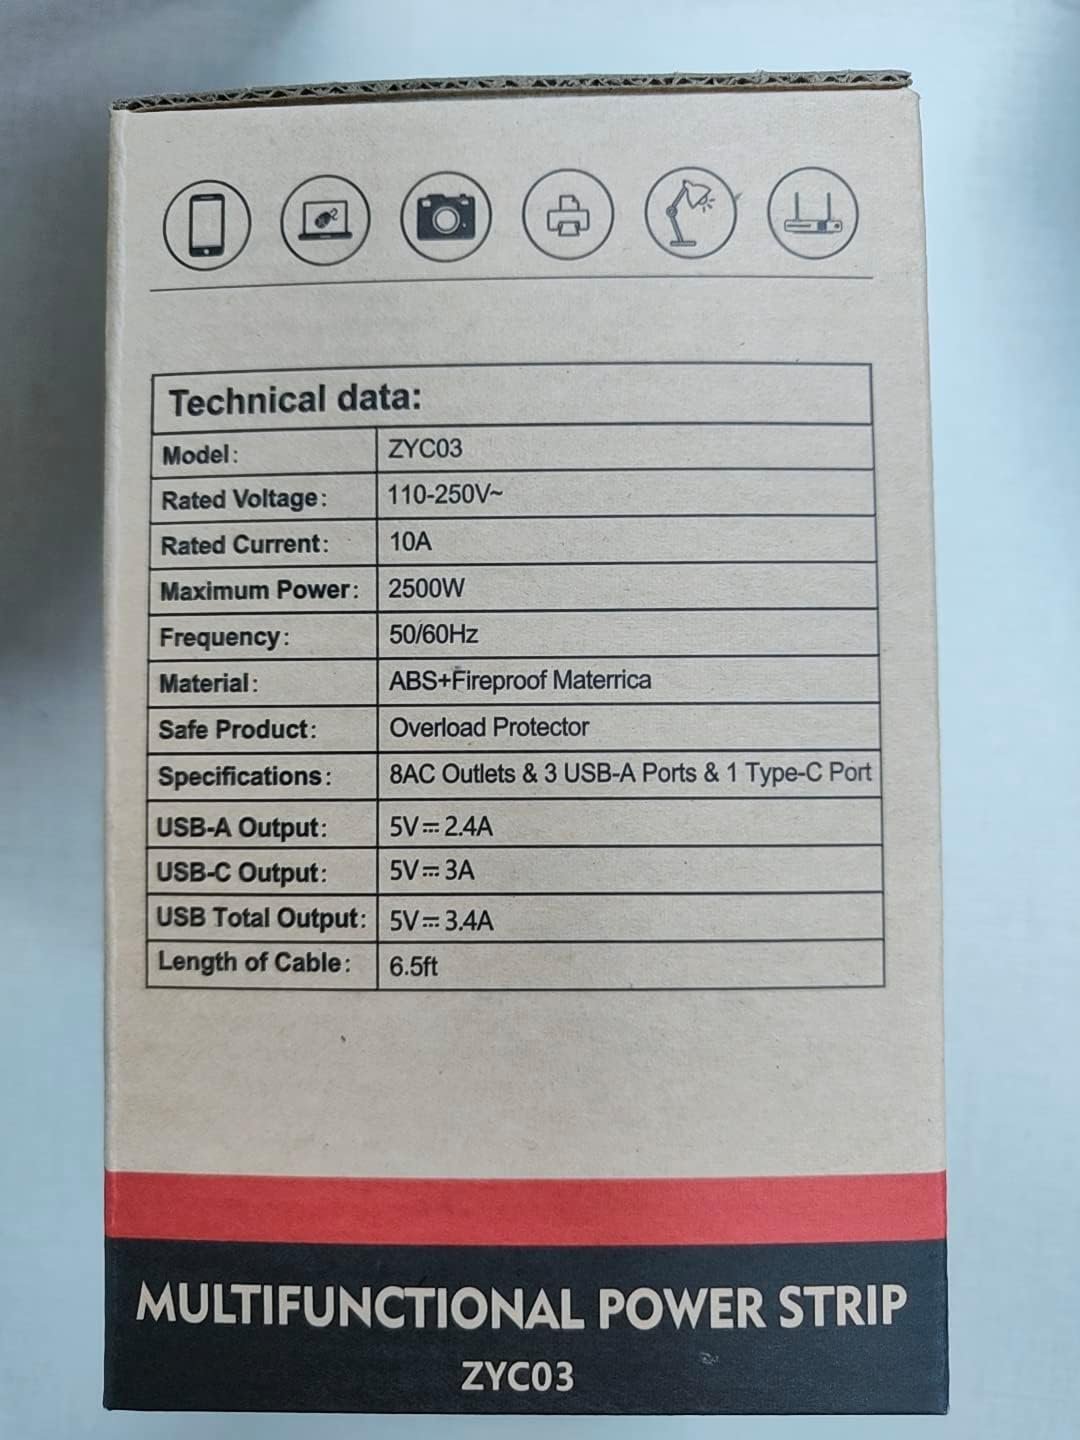 Technical data:
Model: ZYC03
Rated Voltage: 110-250V~
Rated Current: 10A
Maximum Power: 2500W
Frequency: 50/60Hz
Material: ABS+Fireproof Materrica
Safe Product: Overload Protector
Specifications: 8AC Outlets & 3 USB-A Ports & 1 Type-C Port
USB-A Output: 5V⎓2.4A
USB-C Output: 5V⎓3A
USB Total Output: 5V⎓3.4A
Length of Cable: 6.5ft
MULTIFUNCTIONAL POWER STRIP
ZYC03